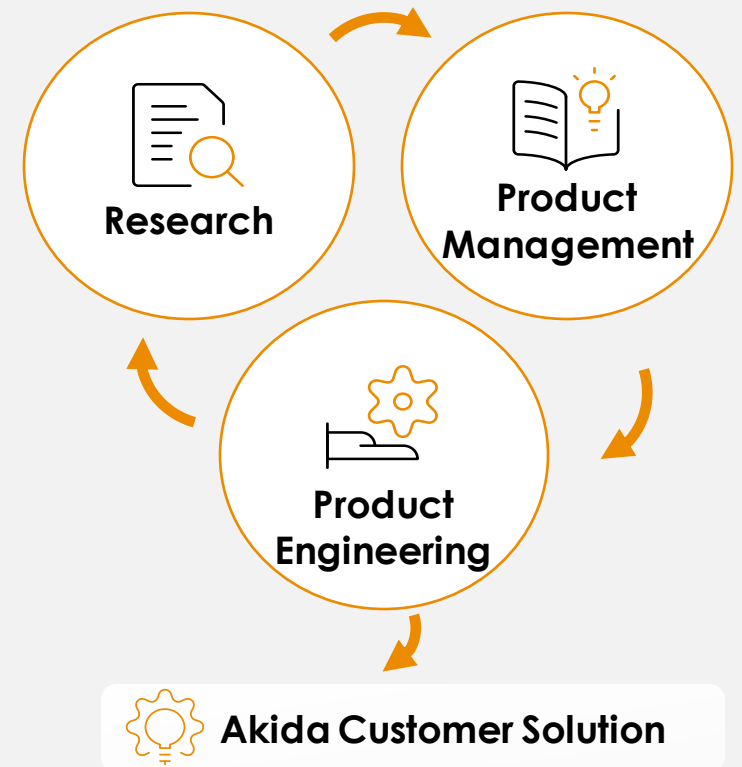 Research
Product
Management
Product
Engineering
Akida Customer Solution